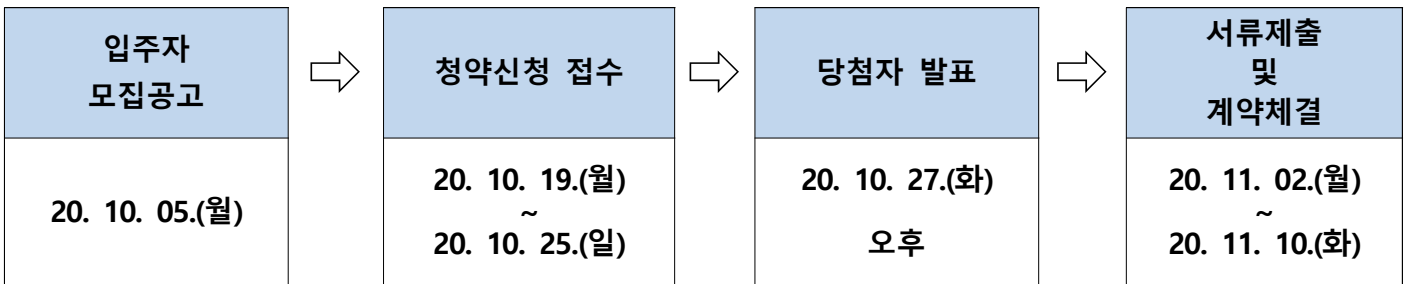 입주자
모집공고
20. 10. 05.(월)
청약신청 접수
20. 10. 19.(월)
~
20. 10. 25.(일)
당첨자 발표
20. 10. 27.(화)
오후
서류제출
및
계약체결
20. 11. 02.(월)
~
20. 11. 10.(화)